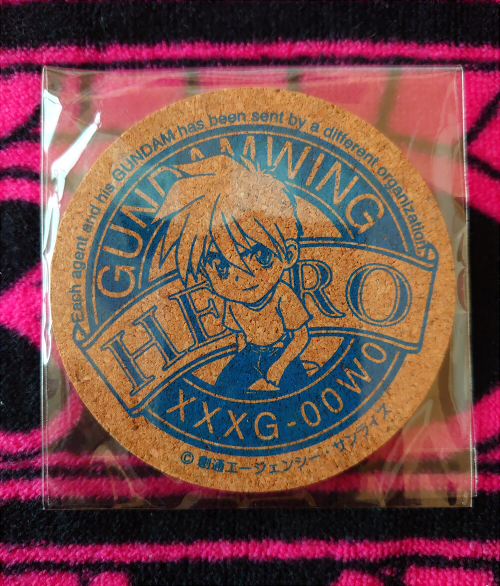 Each agent and his GUNDAM has been sent by a different organization.
GUNDAMWING
HEERO
XXXG-00W0
© 創通エージェンシー・サンライズ